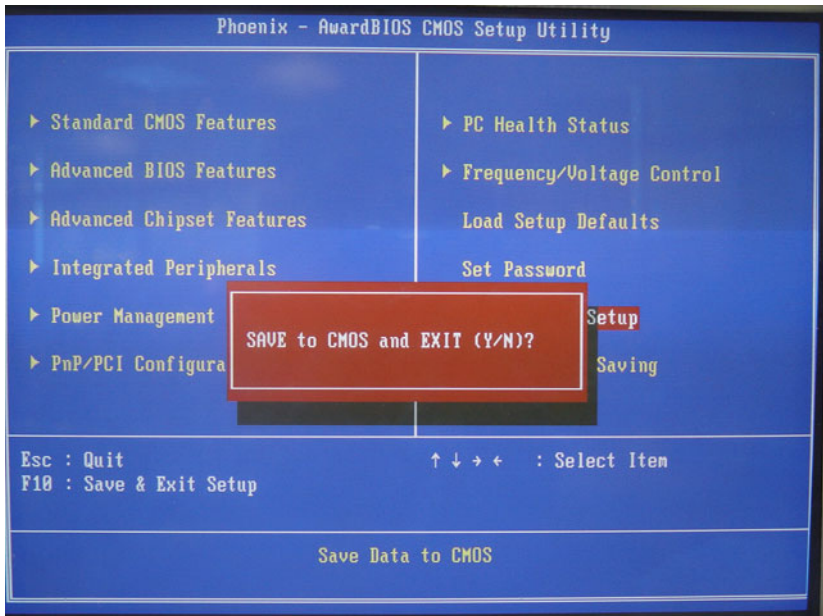 Phoenix - AwardBIOS CMOS Setup Utility
▶ Standard CMOS Features
▶ Advanced BIOS Features
▶ Advanced Chipset Features
▶ Integrated Peripherals
▶ Power Management
▶ PnP/PCI Configura
▶ PC Health Status
▶ Frequency/Voltage Control
Load Setup Defaults
Set Password
Setup
Saving
SAVE to CMOS and EXIT (Y/N)?
Esc : Quit
F10 : Save & Exit Setup
↑ ↓ → ← : Select Item
Save Data to CMOS